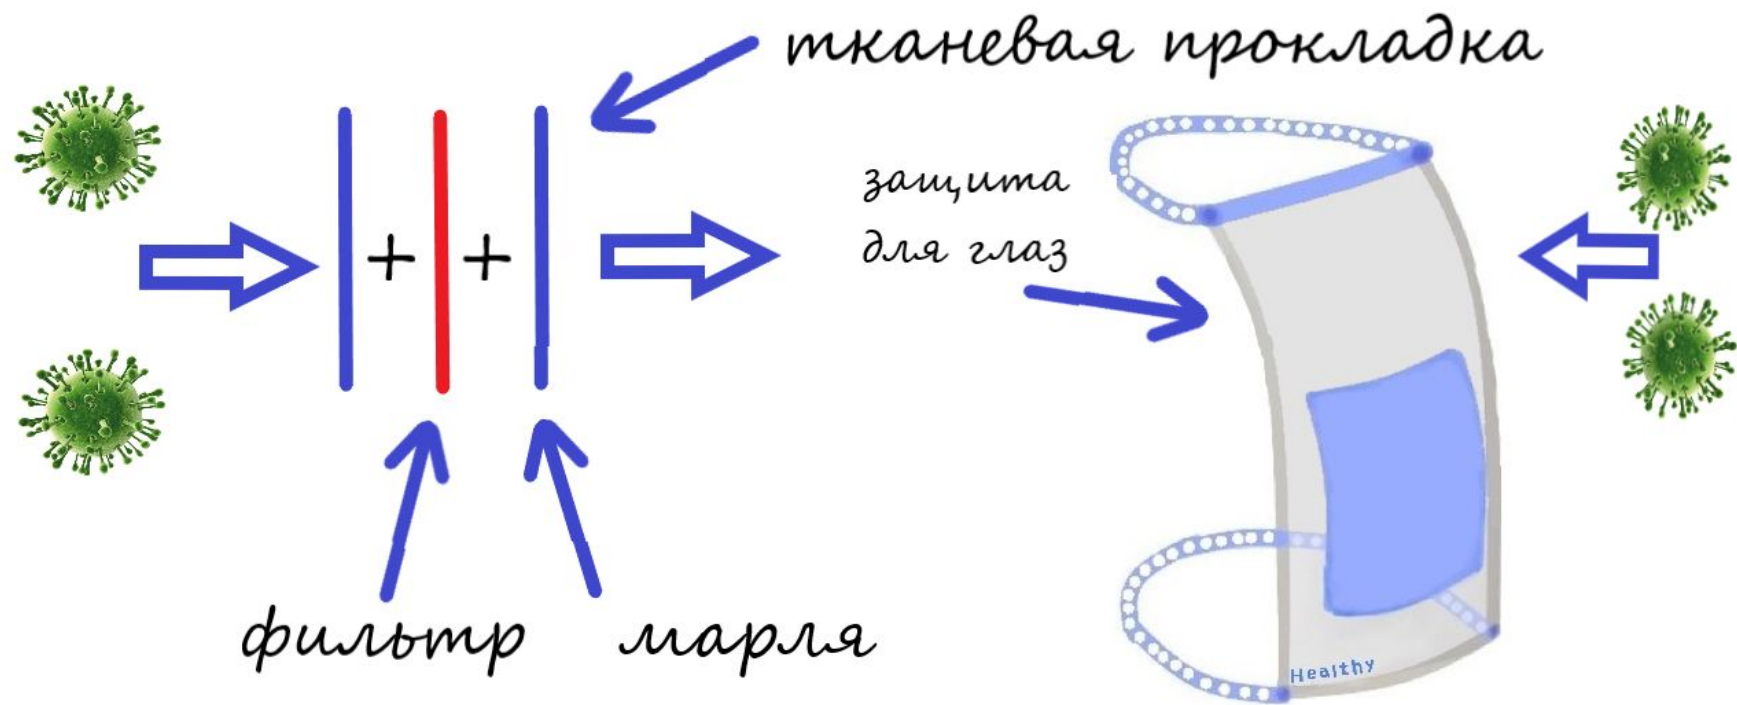 тканевая прокладка
защита
для глаз
+
+
фильтр
марля
Healthy